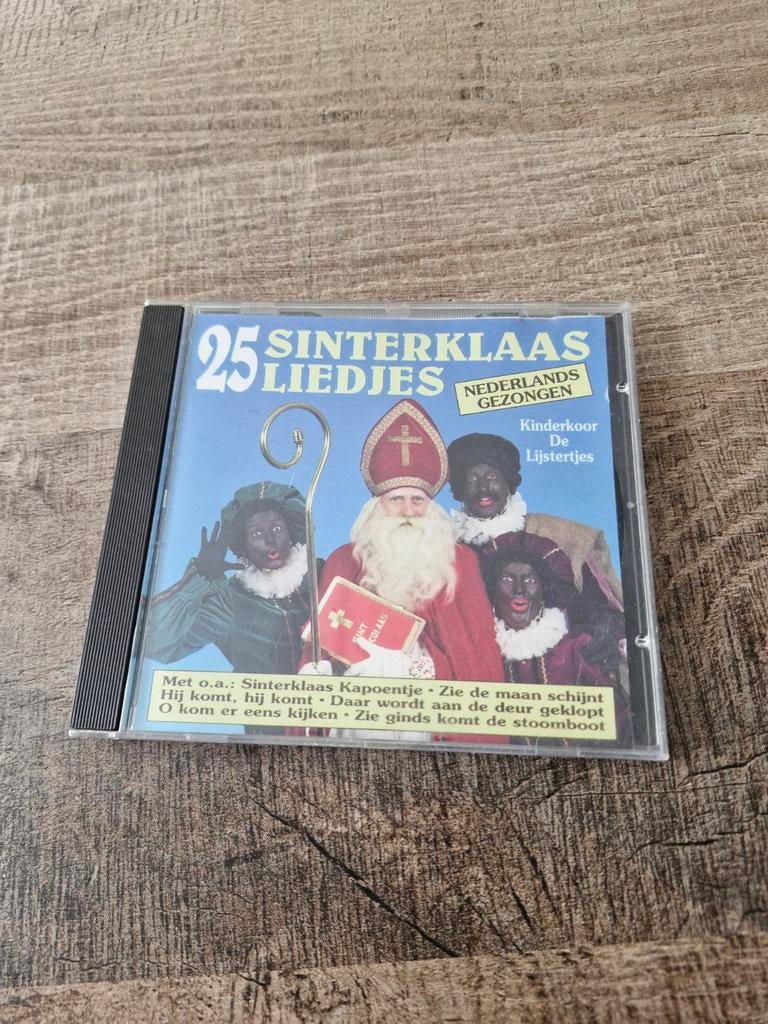 25 SINTERKLAAS
LIEDJES
NEDERLANDS
GEZONGEN
Kinderkoor
De
Lijstertjes
SINT
Met o.a.: Sinterklaas Kapoentje • Zie de maan schijnt
Hij komt, hij komt • Daar wordt aan de deur geklopt
O kom er eens kijken • Zie ginds komt de stoomboot